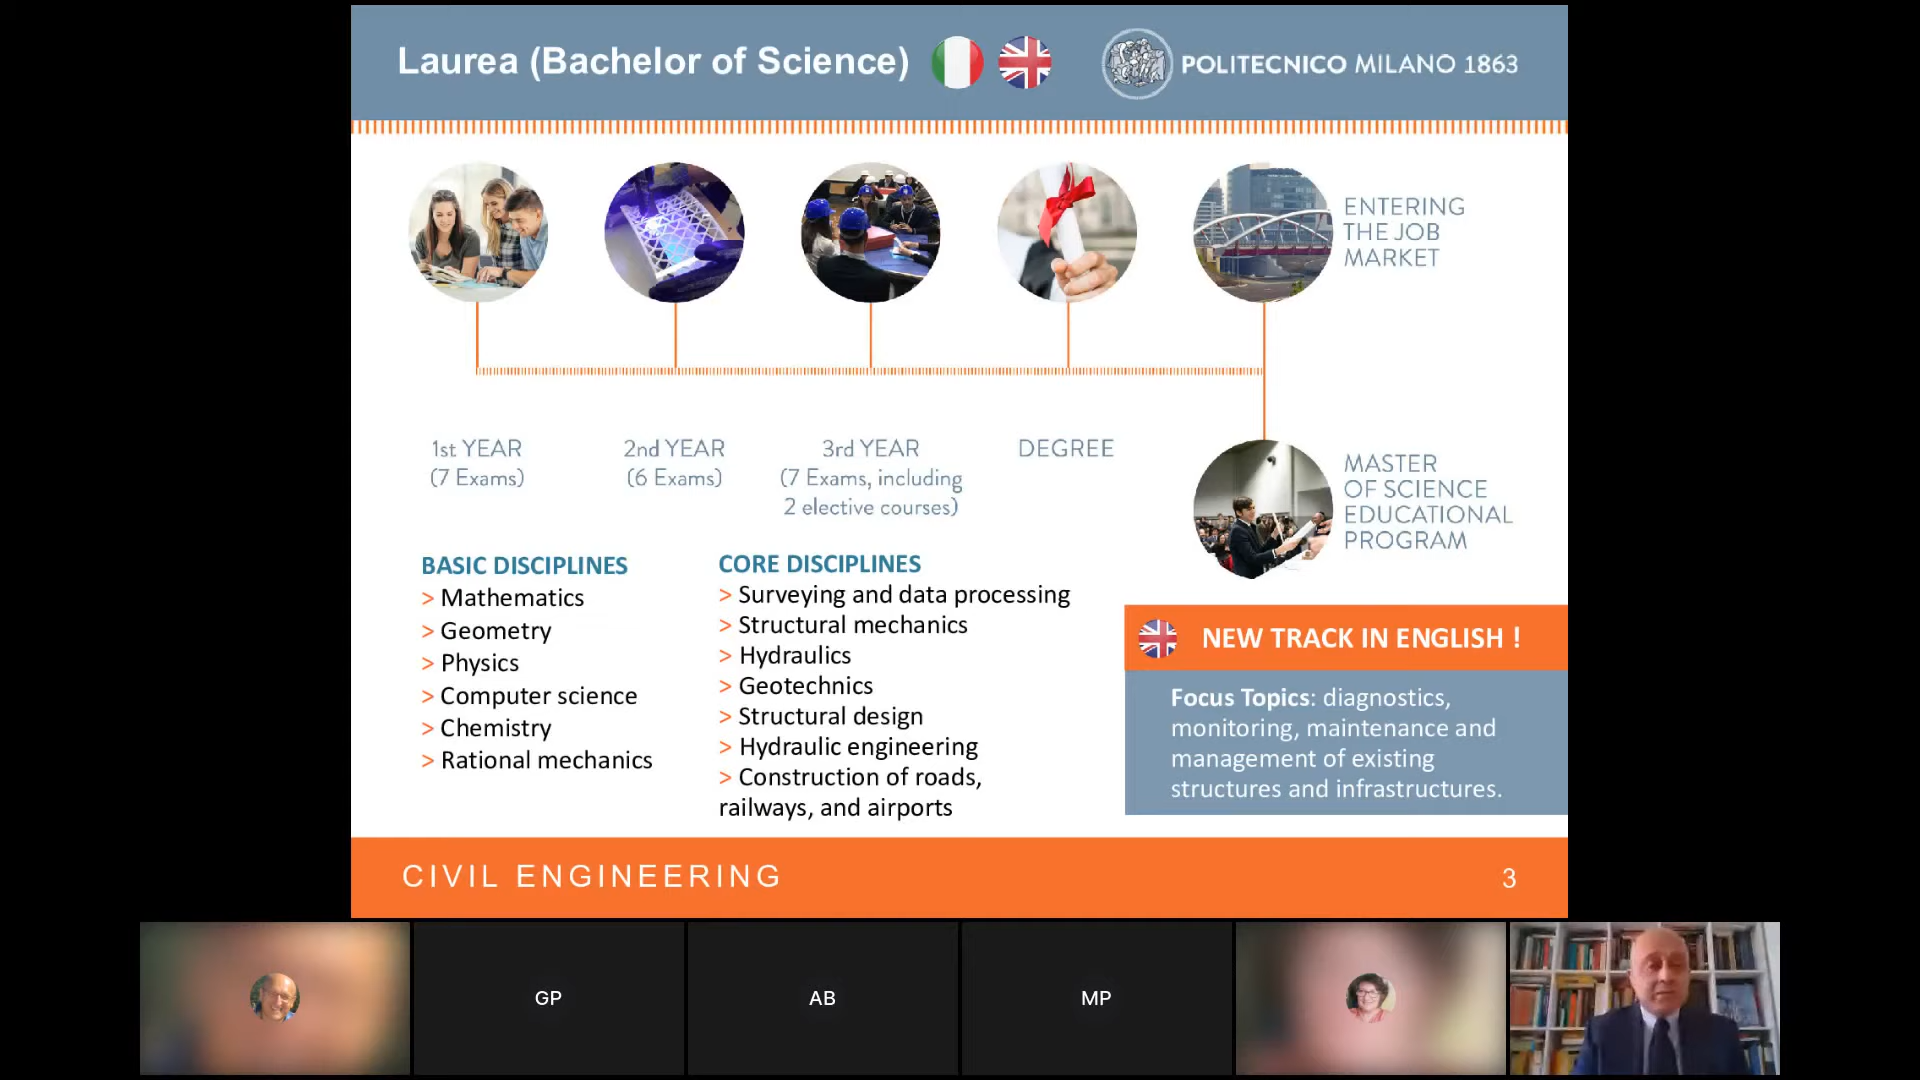 Laurea (Bachelor of Science)
POLITECNICO MILANO 1863
ENTERING
THE JOB
MARKET
1st YEAR
(7 Exams)
2nd YEAR
(6 Exams)
3rd YEAR
(7 Exams, including
2 elective courses)
DEGREE
MASTER
OF SCIENCE
EDUCATIONAL
PROGRAM
BASIC DISCIPLINES
> Mathematics
> Geometry
> Physics
> Computer science
> Chemistry
> Rational mechanics
CORE DISCIPLINES
> Surveying and data processing
> Structural mechanics
> Hydraulics
> Geotechnics
> Structural design
> Hydraulic engineering
> Construction of roads,
railways, and airports
NEW TRACK IN ENGLISH !
Focus Topics: diagnostics,
monitoring, maintenance and
management of existing
structures and infrastructures.
CIVIL ENGINEERING
3
GP
AB
MP